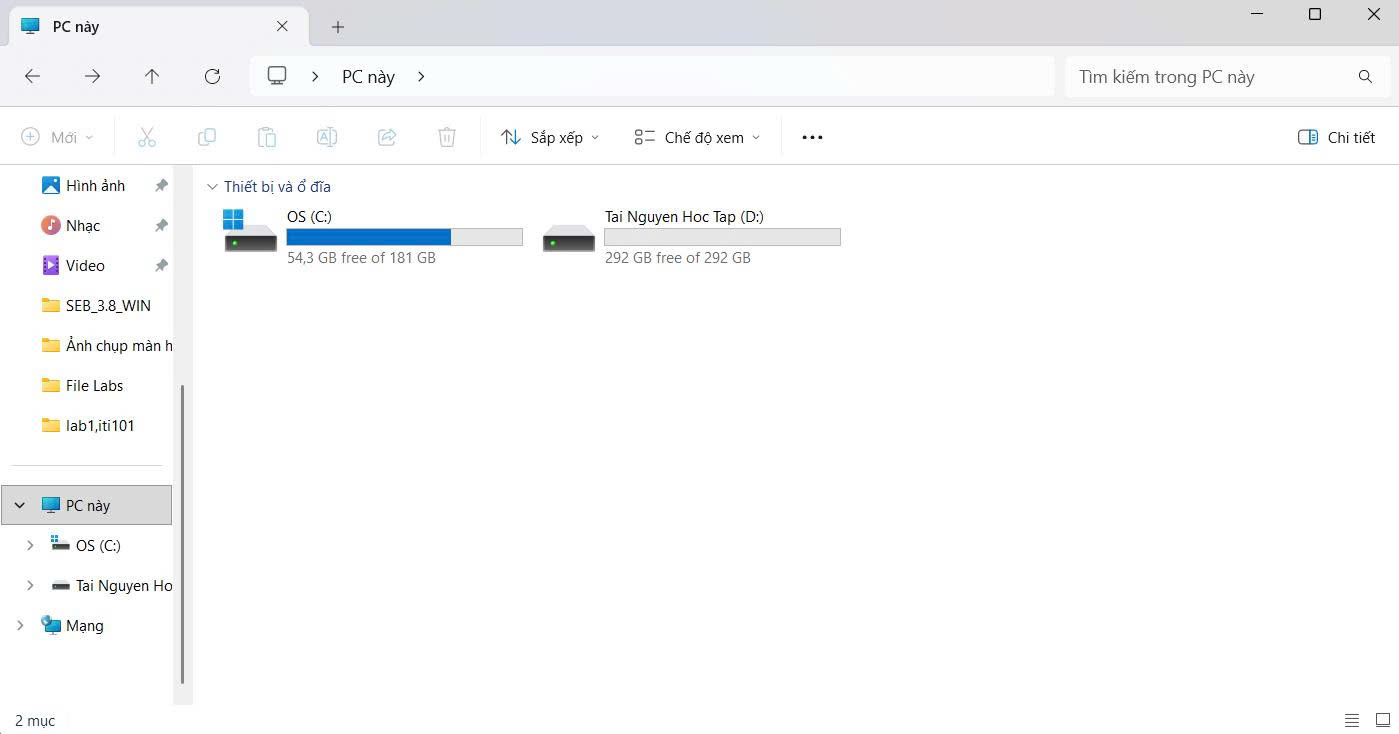 PC này
PC này
Tìm kiếm trong PC này
Mới
Sắp xếp
Chế độ xem
Chi tiết
Hình ảnh
Nhạc
Video
SEB_3.8_WIN
Ảnh chụp màn h
File Labs
lab1,iti101
PC này
OS (C:)
Tai Nguyen Ho
Mạng
Thiết bị và ổ đĩa
OS (C:)
54,3 GB free of 181 GB
Tai Nguyen Hoc Tap (D:)
292 GB free of 292 GB
2 mục